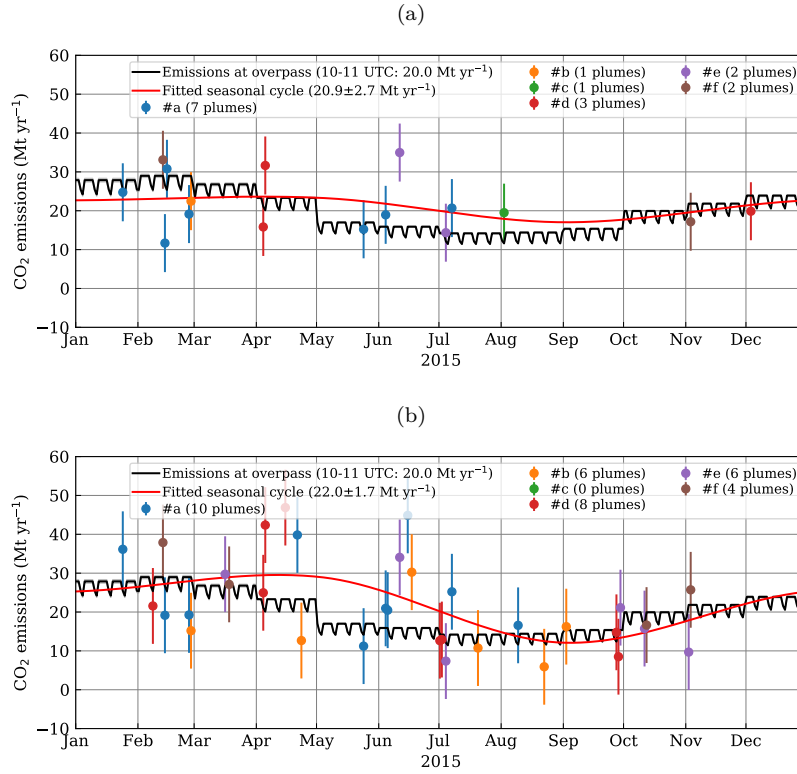 (a)
60
50
40
30
20
10
0
−10
CO₂ emissions (Mt yr⁻¹)
Emissions at overpass (10-11 UTC: 20.0 Mt yr⁻¹)
Fitted seasonal cycle (20.9±2.7 Mt yr⁻¹)
#a (7 plumes)
#b (1 plumes)
#c (1 plumes)
#d (3 plumes)
#e (2 plumes)
#f (2 plumes)
Jan Feb Mar Apr May Jun Jul Aug Sep Oct Nov Dec
2015
(b)
60
50
40
30
20
10
0
−10
CO₂ emissions (Mt yr⁻¹)
Emissions at overpass (10-11 UTC: 20.0 Mt yr⁻¹)
Fitted seasonal cycle (22.0±1.7 Mt yr⁻¹)
#a (10 plumes)
#b (6 plumes)
#c (0 plumes)
#d (8 plumes)
#e (6 plumes)
#f (4 plumes)
Jan Feb Mar Apr May Jun Jul Aug Sep Oct Nov Dec
2015